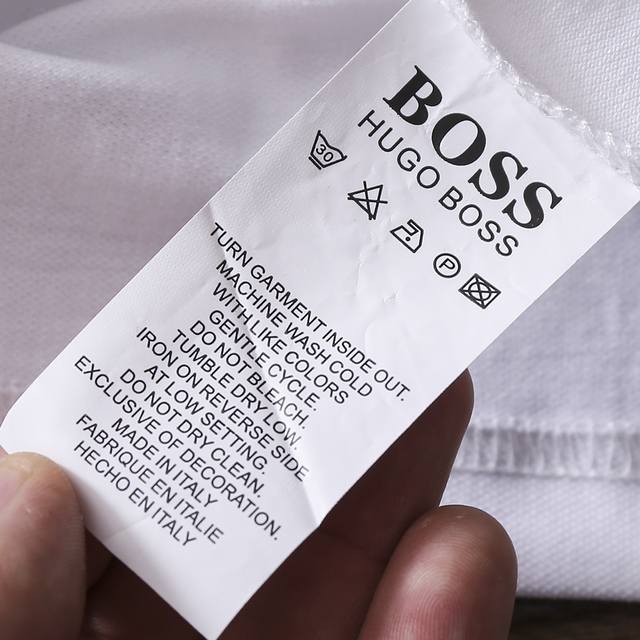 BOSS
HUGO BOSS
30
P
TURN GARMENT INSIDE OUT.
MACHINE WASH COLD
WITH LIKE COLORS
GENTLE CYCLE.
DO NOT BLEACH.
TUMBLE DRY LOW.
IRON ON REVERSE SIDE
AT LOW SETTING.
DO NOT DRY CLEAN.
EXCLUSIVE OF DECORATION.
MADE IN ITALY
FABRIQUE EN ITALIE
HECHO EN ITALY